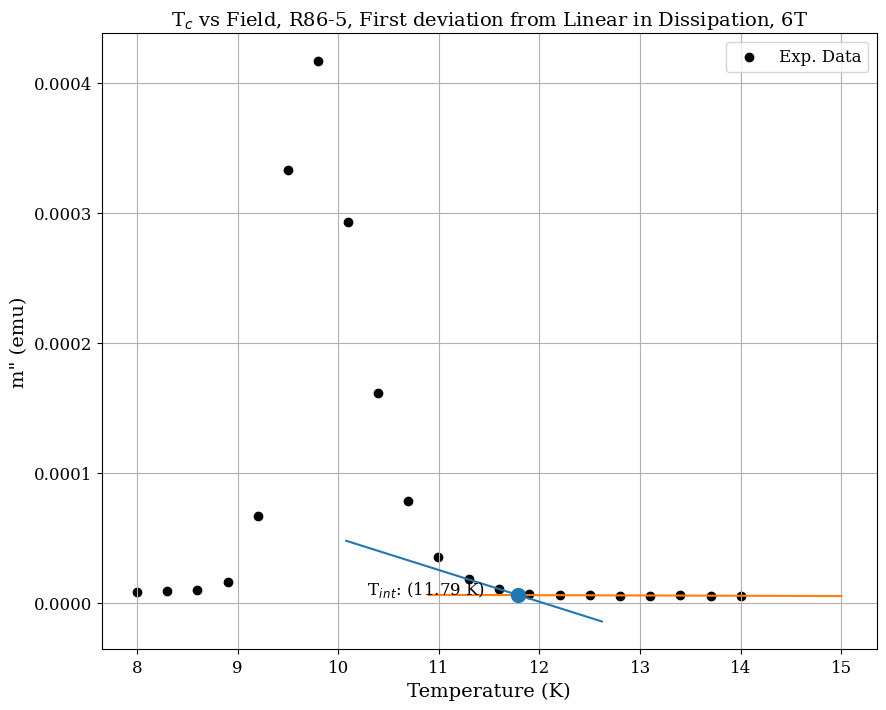 T$_c$ vs Field, R86-5, First deviation from Linear in Dissipation, 6T
Exp. Data
0.0004
0.0003
0.0002
0.0001
0.0000
m" (emu)
T$_{int}$: (11.79 K)
8 9 10 11 12 13 14 15
Temperature (K)